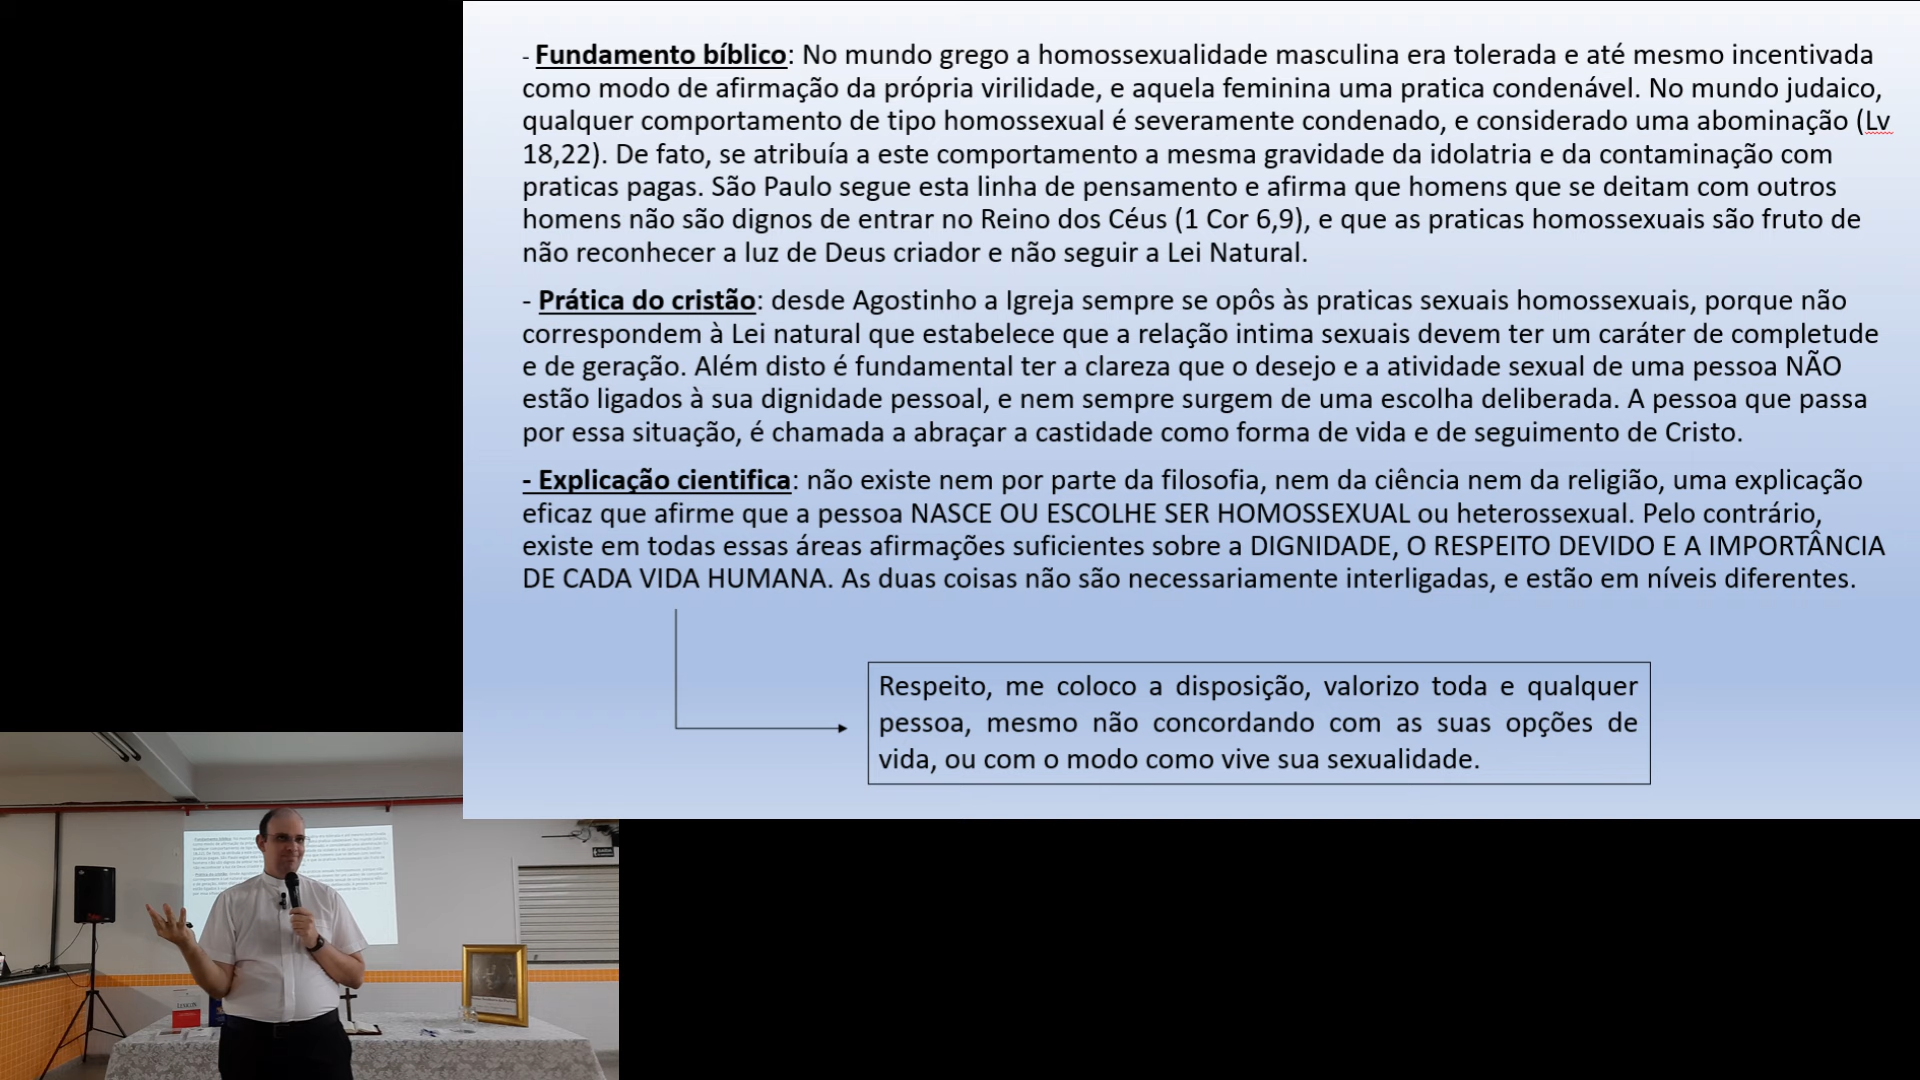 - Fundamento bíblico: No mundo grego a homossexualidade masculina era tolerada e até mesmo incentivada
como modo de afirmação da própria virilidade, e aquela feminina uma pratica condenável. No mundo judaico,
qualquer comportamento de tipo homossexual é severamente condenado, e considerado uma abominação (Lv
18,22). De fato, se atribuía a este comportamento a mesma gravidade da idolatria e da contaminação com
praticas pagas. São Paulo segue esta linha de pensamento e afirma que homens que se deitam com outros
homens não são dignos de entrar no Reino dos Céus (1 Cor 6,9), e que as praticas homossexuais são fruto de
não reconhecer a luz de Deus criador e não seguir a Lei Natural.
- Prática do cristão: desde Agostinho a Igreja sempre se opôs às praticas sexuais homossexuais, porque não
correspondem à Lei natural que estabelece que a relação intima sexuais devem ter um caráter de completude
e de geração. Além disto é fundamental ter a clareza que o desejo e a atividade sexual de uma pessoa NÃO
estão ligados à sua dignidade pessoal, e nem sempre surgem de uma escolha deliberada. A pessoa que passa
por essa situação, é chamada a abraçar a castidade como forma de vida e de seguimento de Cristo.
- Explicação cientifica: não existe nem por parte da filosofia, nem da ciência nem da religião, uma explicação
eficaz que afirme que a pessoa NASCE OU ESCOLHE SER HOMOSSEXUAL ou heterossexual. Pelo contrário,
existe em todas essas áreas afirmações suficientes sobre a DIGNIDADE, O RESPEITO DEVIDO E A IMPORTÂNCIA
DE CADA VIDA HUMANA. As duas coisas não são necessariamente interligadas, e estão em níveis diferentes.
Respeito, me coloco a disposição, valorizo toda e qualquer
pessoa, mesmo não concordando com as suas opções de
vida, ou com o modo como vive sua sexualidade.